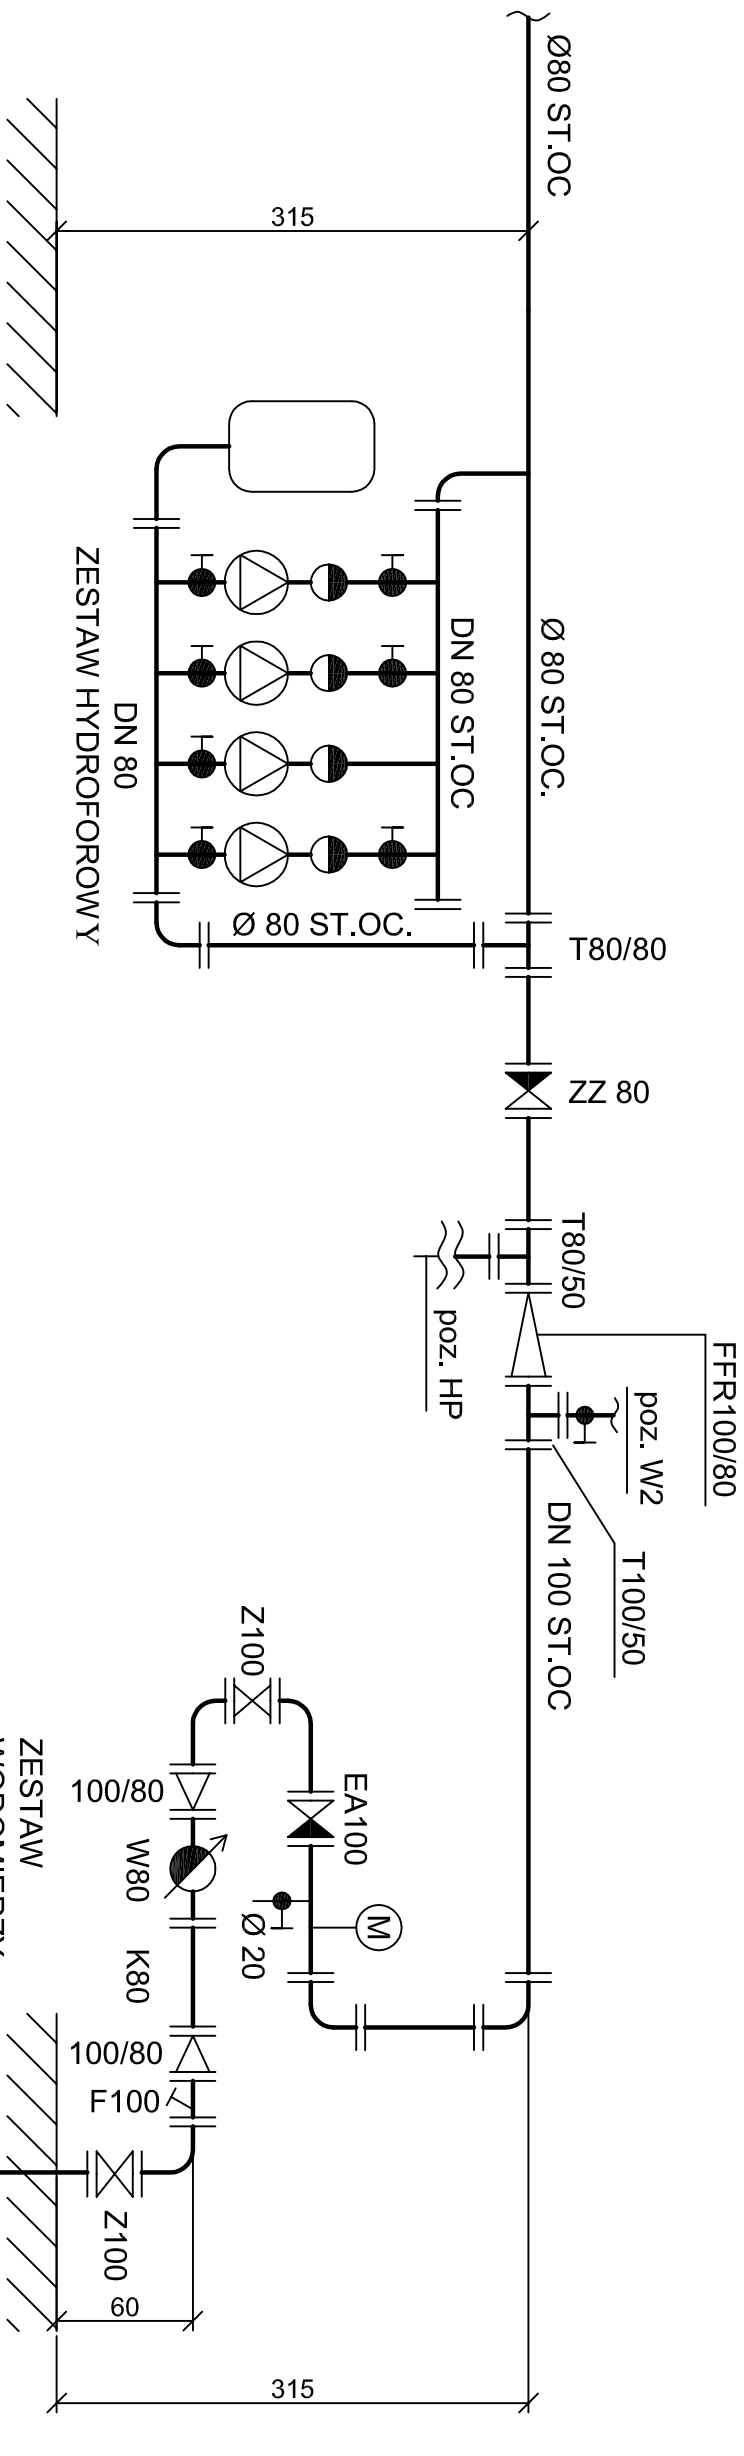 Ø80 ST.OC
315
Ø 80 ST.OC.
DN 80 ST.OC
DN 80
ZESTAW HYDROFOROWY
Ø 80 ST.OC.
T80/80
ZZ 80
T80/50
poz. HP
FFR100/80
poz. W2
T100/50
DN 100 ST.OC
Z100
EA100
100/80
W80
M
Ø 20
K80
100/80
F100
Z100
ZESTAW
60
315